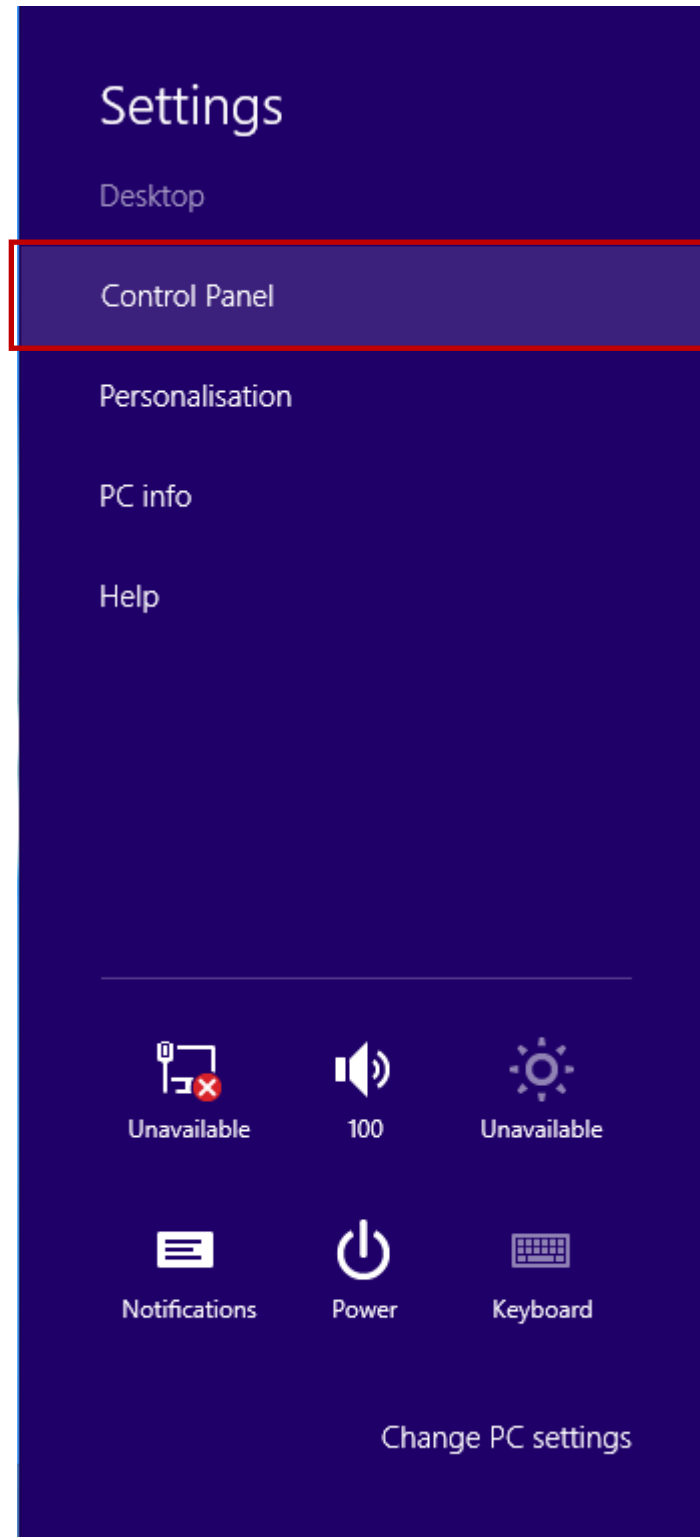 Settings
Desktop
Control Panel
Personalisation
PC info
Help
Unavailable 100 Unavailable
Notifications Power Keyboard
Change PC settings